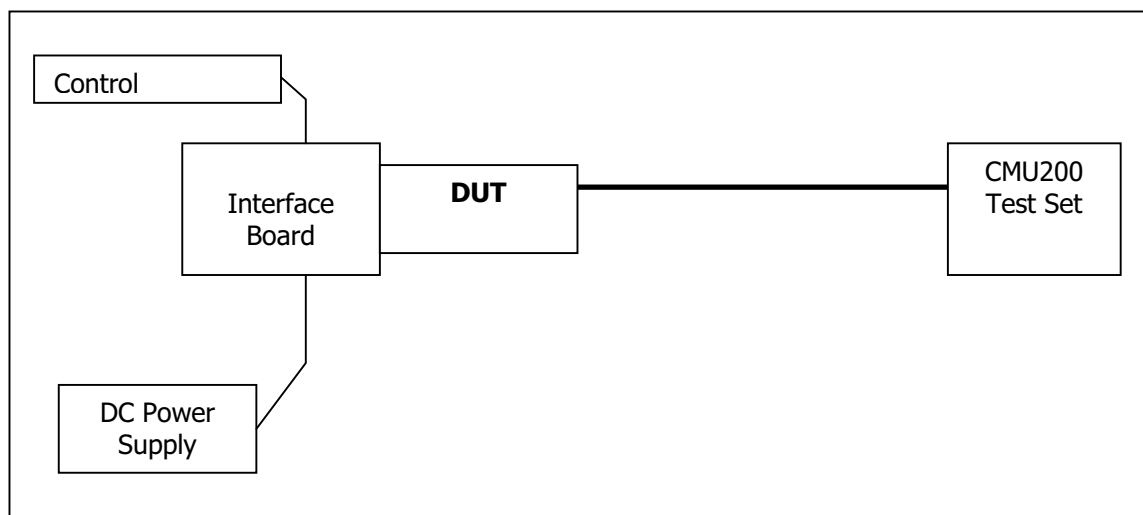 Control
Interface
Board
DUT
CMU200
Test Set
DC Power
Supply